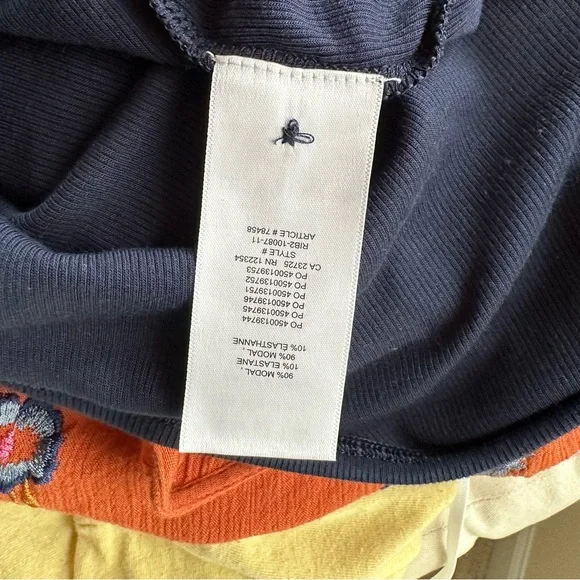 90% MODAL,
10% ELASTANE
90% MODAL,
10% ELASTHANNE
PO 4500139744
PO 4500139745
PO 4500139746
PO 4500139751
PO 4500139752
PO 4500139753
CA 23725 RN 122354
STYLE #
RIB2-10087-11
ARTICLE # 78458